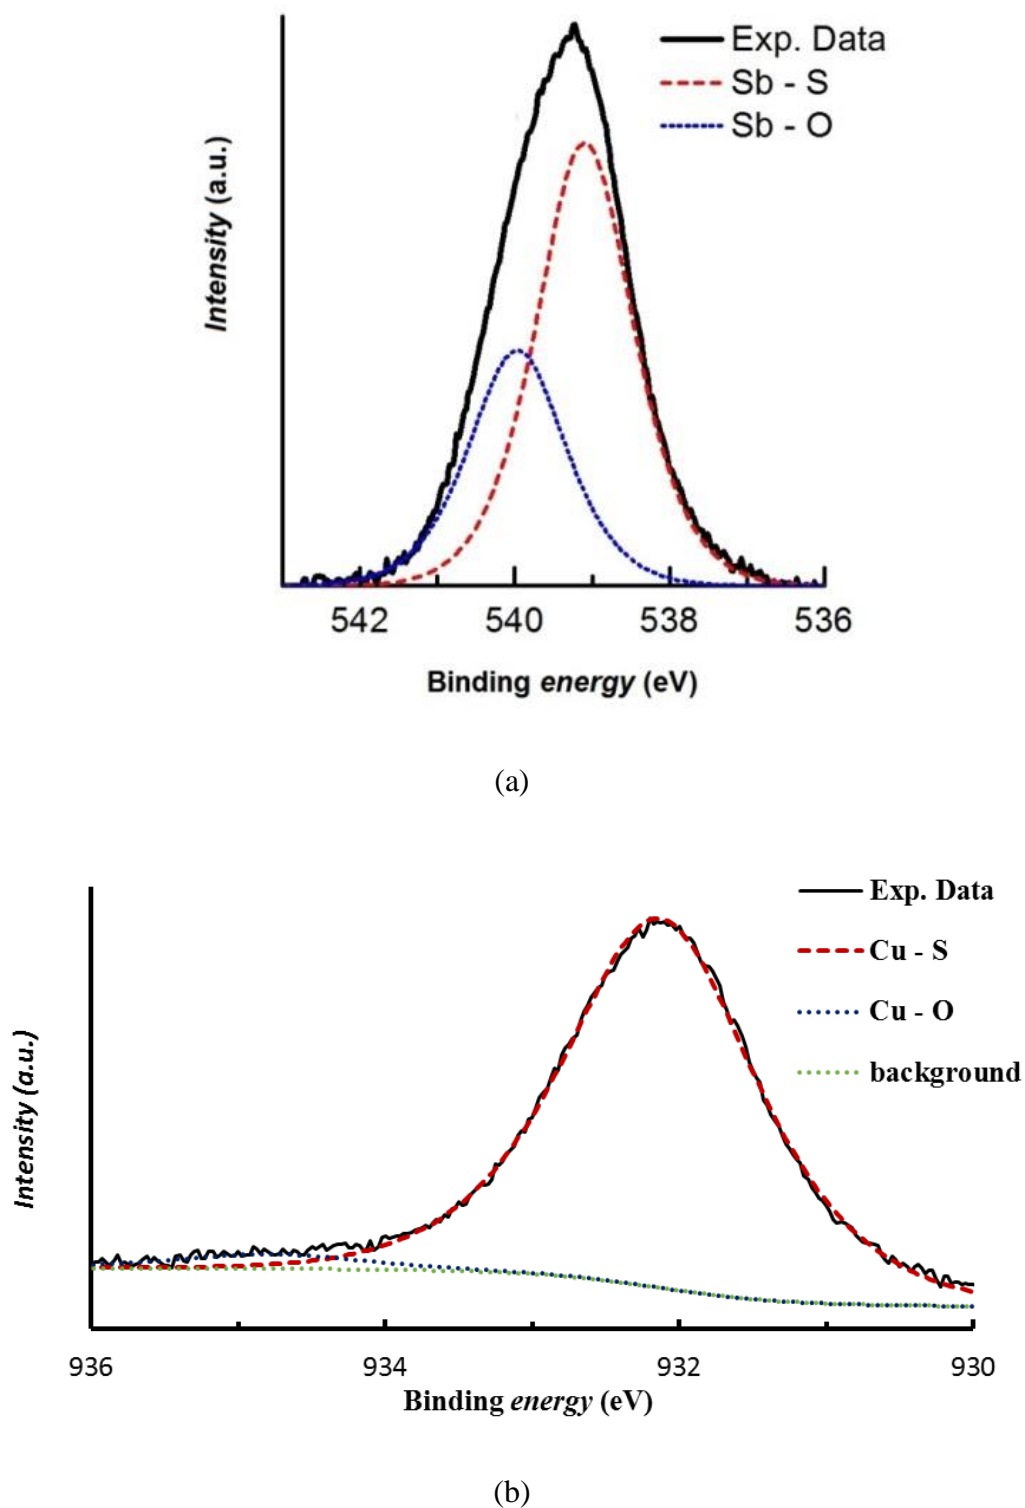 Exp. Data
Sb - S
Sb - O
Intensity (a.u.)
542 540 538 536
Binding energy (eV)
(a)
Exp. Data
Cu - S
Cu - O
background
Intensity (a.u.)
936 934 932 930
Binding energy (eV)
(b)